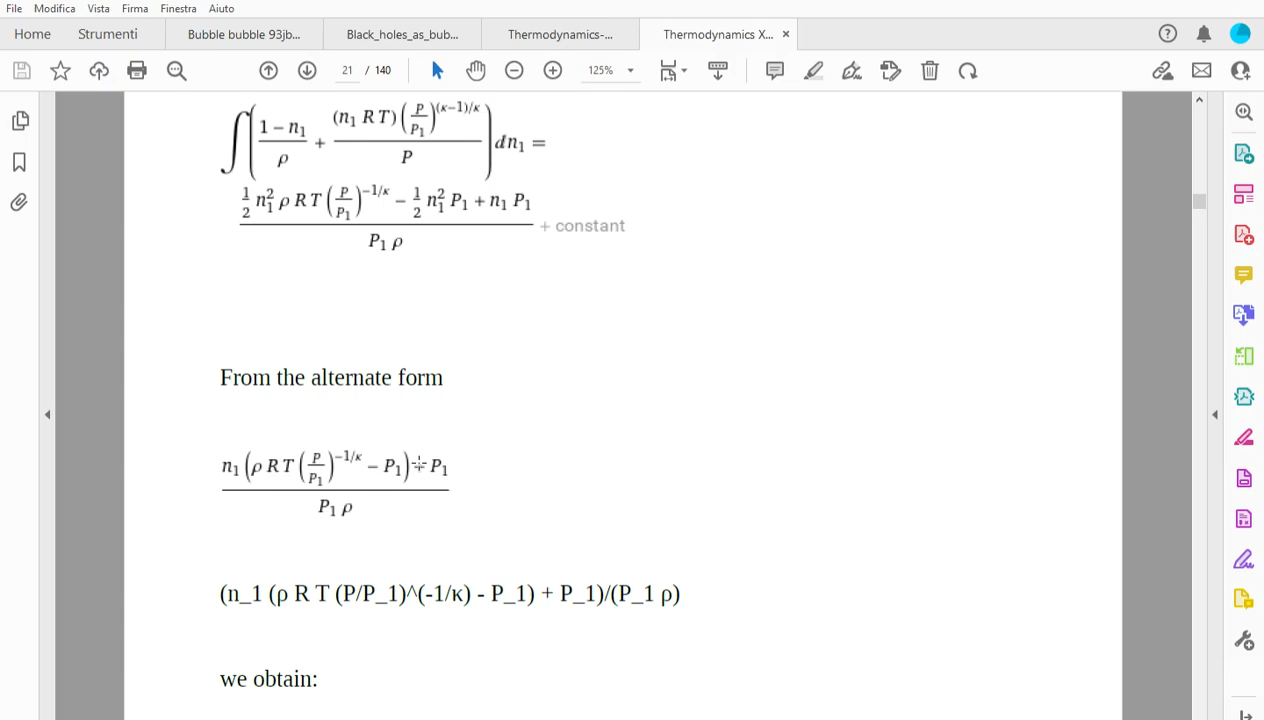 File Modifica Vista Firma Finestra Aiuto
Home Strumenti Bubble bubble 93jb... Black_holes_as_bub... Thermodynamics-... Thermodynamics X... ×
21 / 140 125%
∫ ( (1 − n₁)/ρ + (n₁ R T) (P/P₁)^((κ−1)/κ) / P ) dn₁ =
(½ n₁² ρ R T (P/P₁)^(−1/κ) − ½ n₁² P₁ + n₁ P₁) / (P₁ ρ) + constant
From the alternate form
(n₁ (ρ R T (P/P₁)^(−1/κ) − P₁) + P₁) / (P₁ ρ)
(n_1 (ρ R T (P/P_1)^(-1/κ) - P_1) + P_1)/(P_1 ρ)
we obtain: